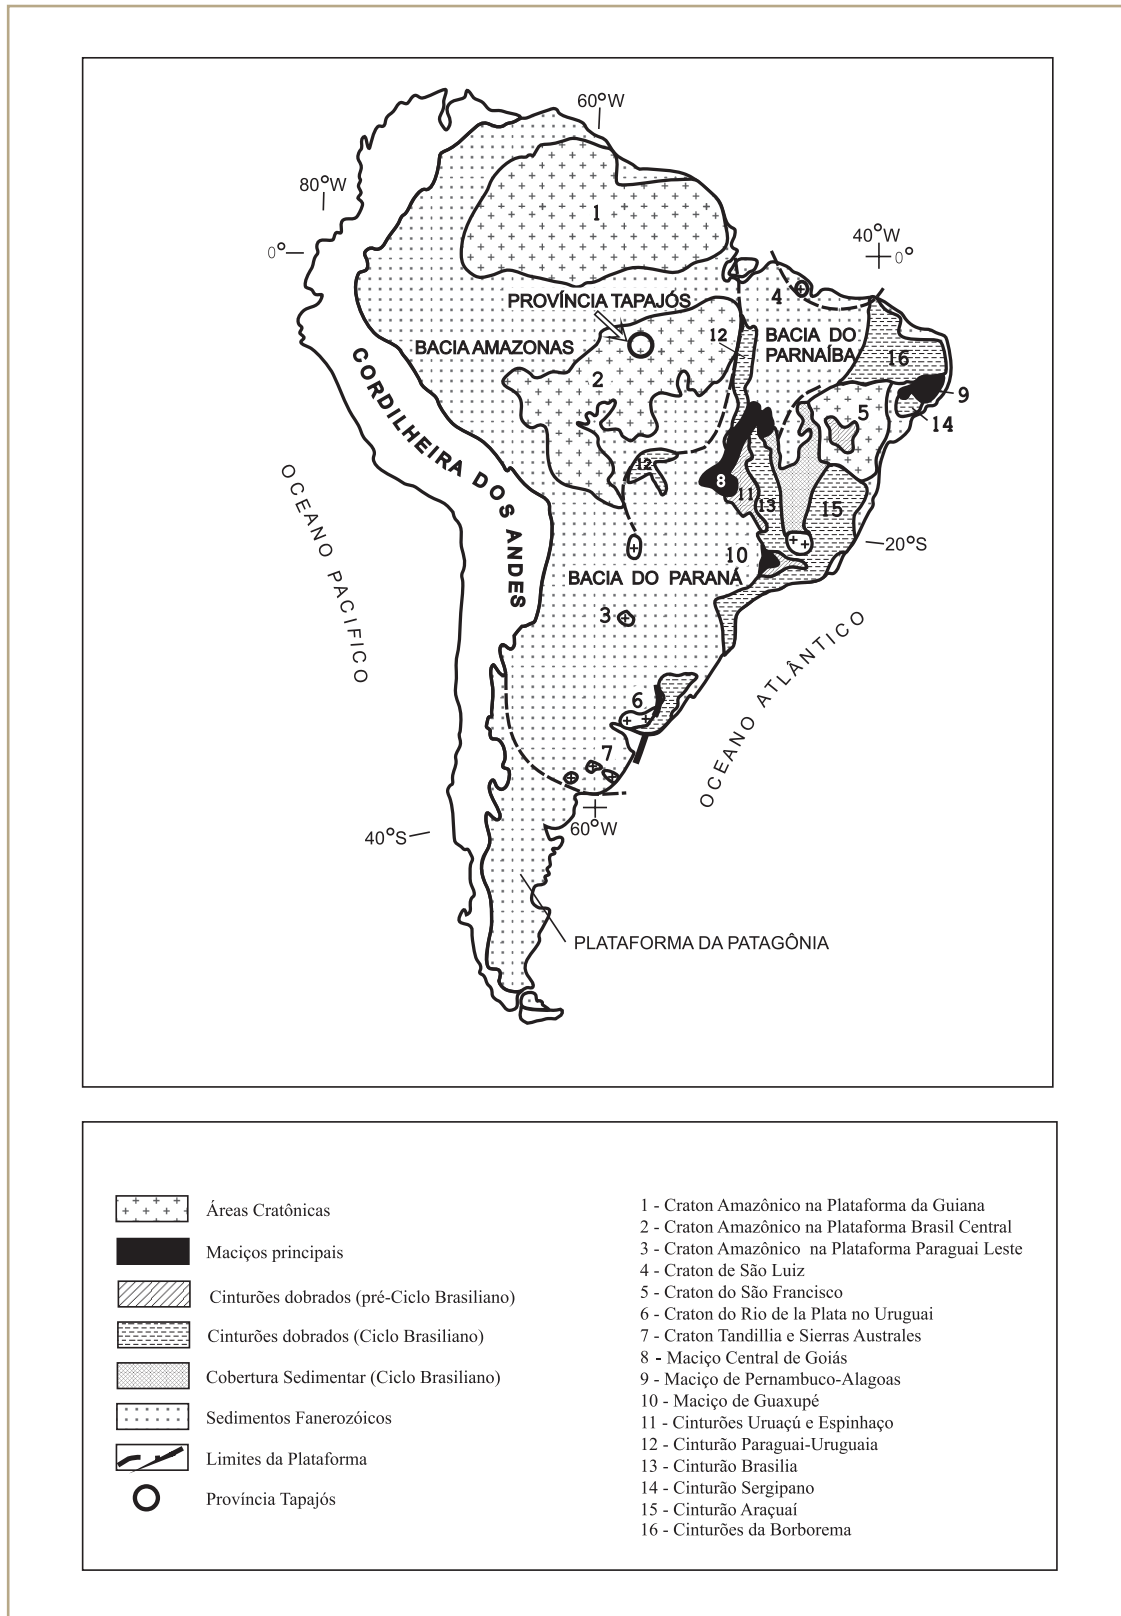 60°W
80°W
40°W
0°
0°
1
4
PROVÍNCIA TAPAJÓS
12
BACIA DO
PARNAÍBA
BACIA AMAZONAS
16
2
9
5
14
CORDILHEIRA DOS ANDES
12
8
11
13
15
OCEANO PACIFICO
20°S
10
BACIA DO PARANÁ
3
OCEANO ATLÂNTICO
6
7
60°W
40°S
PLATAFORMA DA PATAGÔNIA
Áreas Cratônicas
Maciços principais
Cinturões dobrados (pré-Ciclo Brasiliano)
Cinturões dobrados (Ciclo Brasiliano)
Cobertura Sedimentar (Ciclo Brasiliano)
Sedimentos Fanerozóicos
Limites da Plataforma
Província Tapajós
1 - Craton Amazônico na Plataforma da Guiana
2 - Craton Amazônico na Plataforma Brasil Central
3 - Craton Amazônico na Plataforma Paraguai Leste
4 - Craton de São Luiz
5 - Craton do São Francisco
6 - Craton do Rio de la Plata no Uruguai
7 - Craton Tandillia e Sierras Australes
8 - Maciço Central de Goiás
9 - Maciço de Pernambuco-Alagoas
10 - Maciço de Guaxupé
11 - Cinturões Uruaçú e Espinhaço
12 - Cinturão Paraguai-Uruguaia
13 - Cinturão Brasilia
14 - Cinturão Sergipano
15 - Cinturão Araçuaí
16 - Cinturões da Borborema